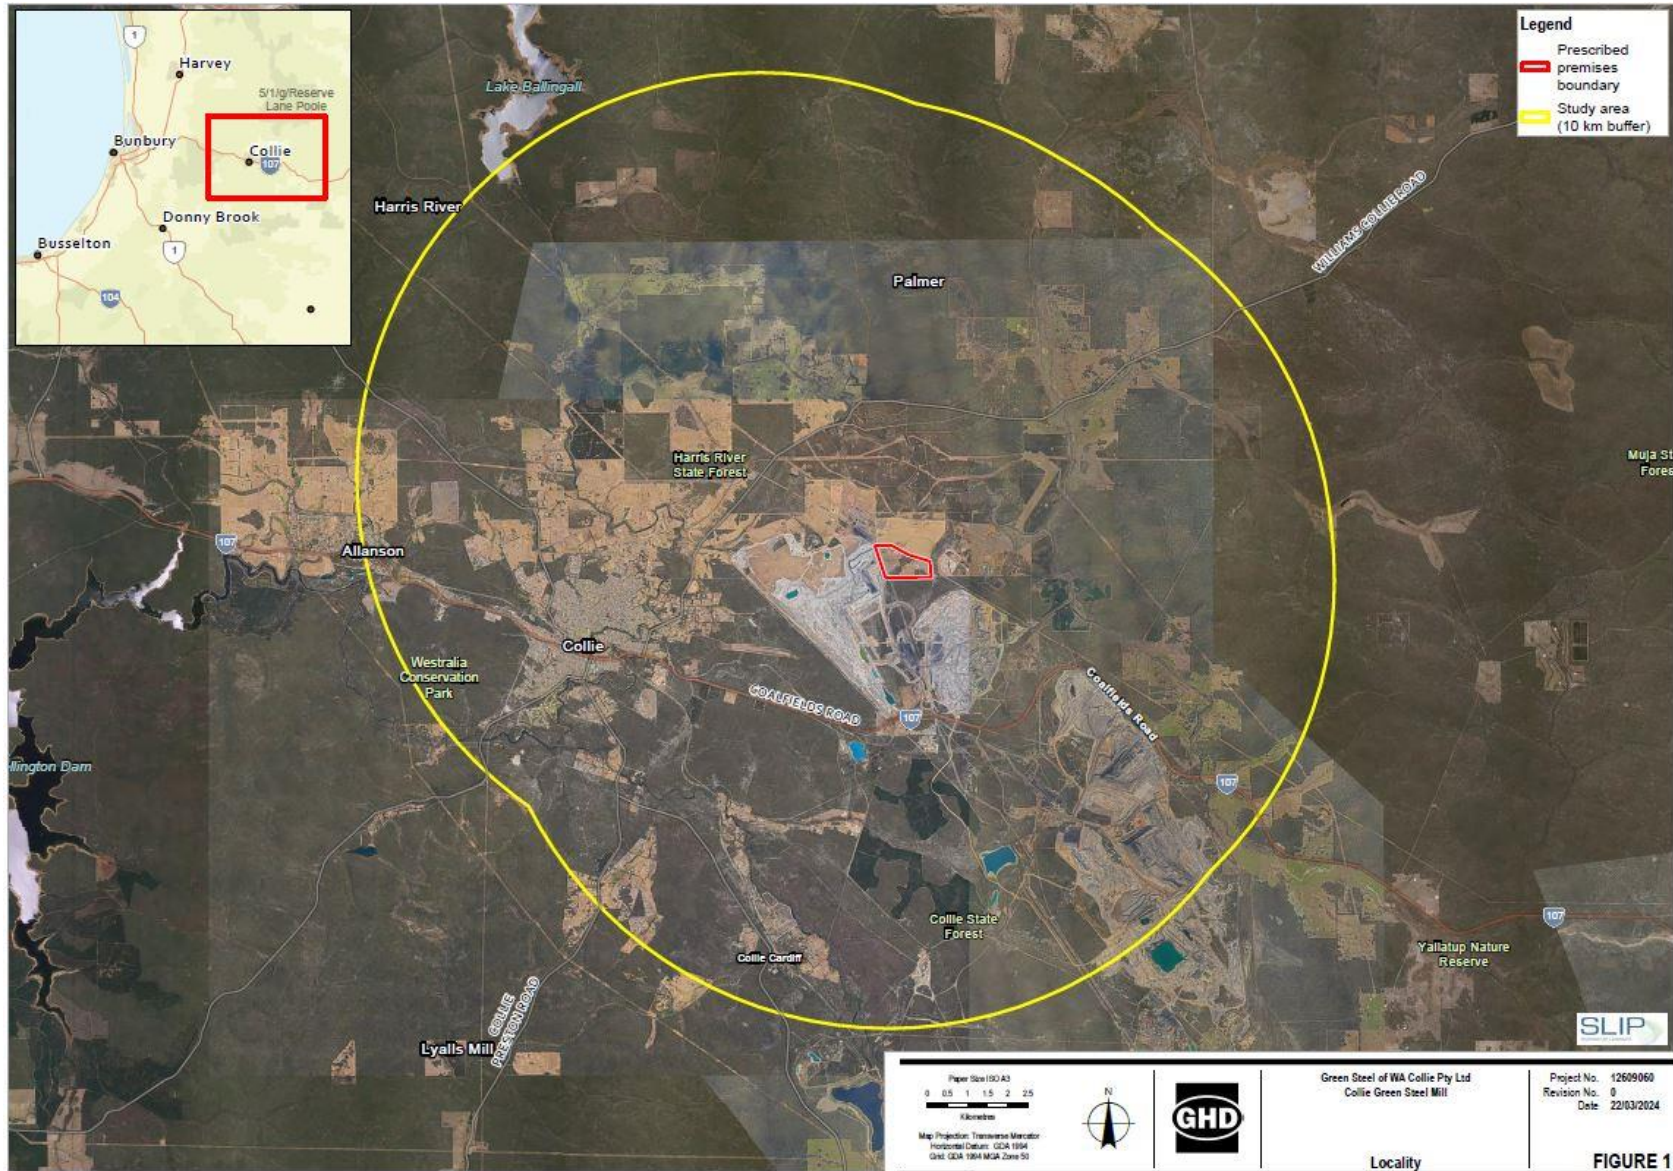 1
Harvey
5/1/g/Reserve
Lane Poole
Bunbury
Collie
107
Donny Brook
1
Busselton
104
Legend
Prescribed
premises
boundary
Study area
(10 km buffer)
Lake Ballingall
Harris River
Palmer
WILLIAMS COLLIE ROAD
Harris River
State Forest
Muja St
Fores
107
Allanson
Collie
Westralia
Conservation
Park
COALFIELDS ROAD
107
Coalfields Road
107
llington Dam
Collie State
Forest
107
Yallatup Nature
Reserve
Collie Cardiff
COLLIE
PRESTON ROAD
Lyalls Mill
SLIP
Paper Size ISO A3
0 0.5 1 1.5 2 2.5
Kilometres
Map Projection: Transverse Mercator
Horizontal Datum: GDA 1994
Grid: GDA 1994 MGA Zone 50
N
GHD
Green Steel of WA Collie Pty Ltd
Collie Green Steel Mill
Locality
Project No. 12609060
Revision No. 0
Date 22/03/2024
FIGURE 1